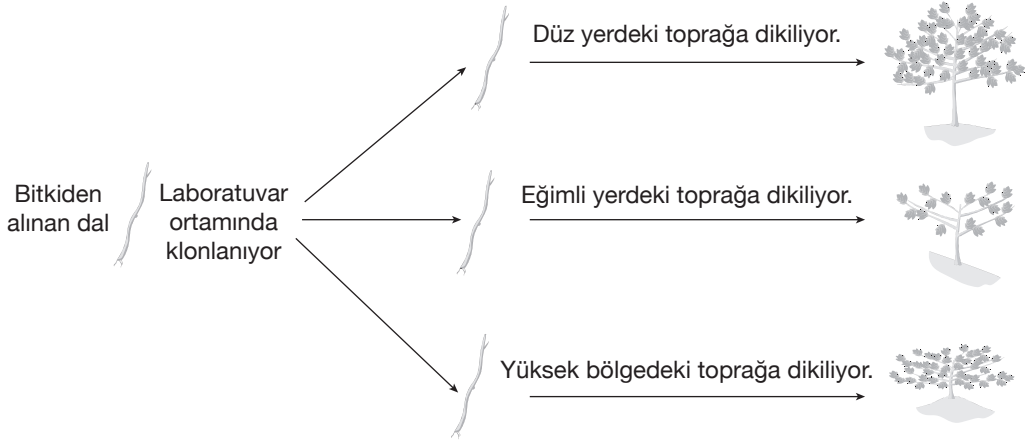 Düz yerdeki toprağa dikiliyor.
Bitkiden
alınan dal
Laboratuvar
ortamında
klonlanıyor
Eğimli yerdeki toprağa dikiliyor.
Yüksek bölgedeki toprağa dikiliyor.